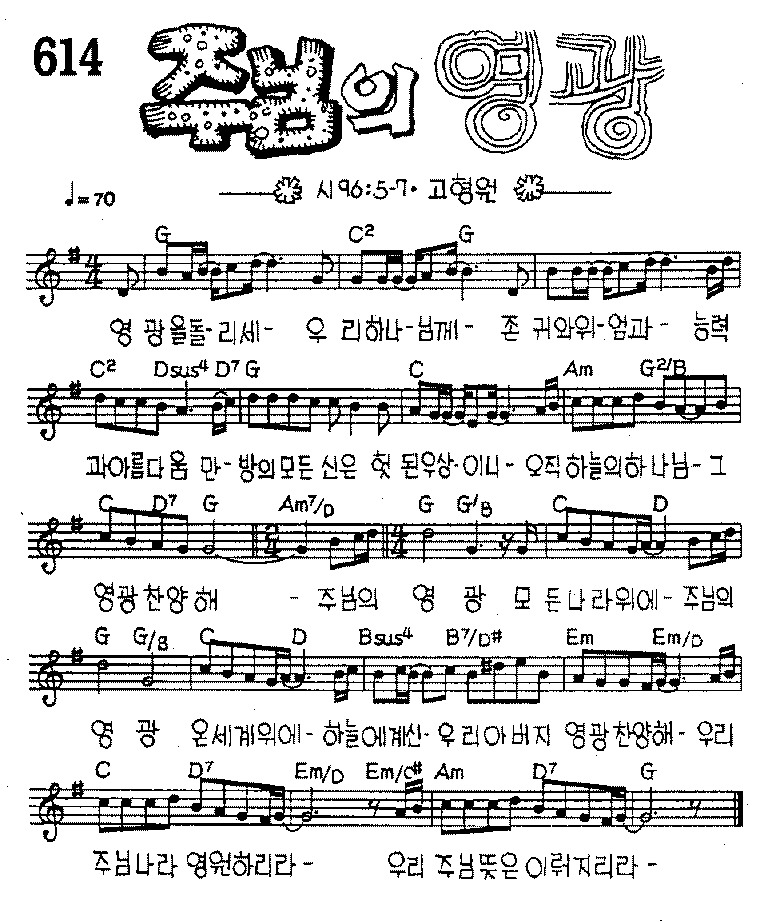 614
주님의 영광
♩= 70
시 96:5-7· 고형원
G C² G
영 광을돌-리세- 우 리하나-님께- 존 귀와위-엄과- 능력
C² Dsus⁴ D⁷ G C Am G²/B
과아름다움 만-방의모든 신은 헛 된우상-이니- 오직하늘의하나님-그
C D⁷ G Am⁷/D G G/B C D
영광찬양해 - 주님의 영 광 모든나라위에-주님의
G G/B C D Bsus⁴ B⁷/D# Em Em/D
영 광 온세계위에- 하늘에계신-우리아버지 영광찬양해-우리
C D⁷ Em/D Em/C# Am D⁷ G
주님나라 영원하리라- 우리 주님뜻은 이뤄지리라-